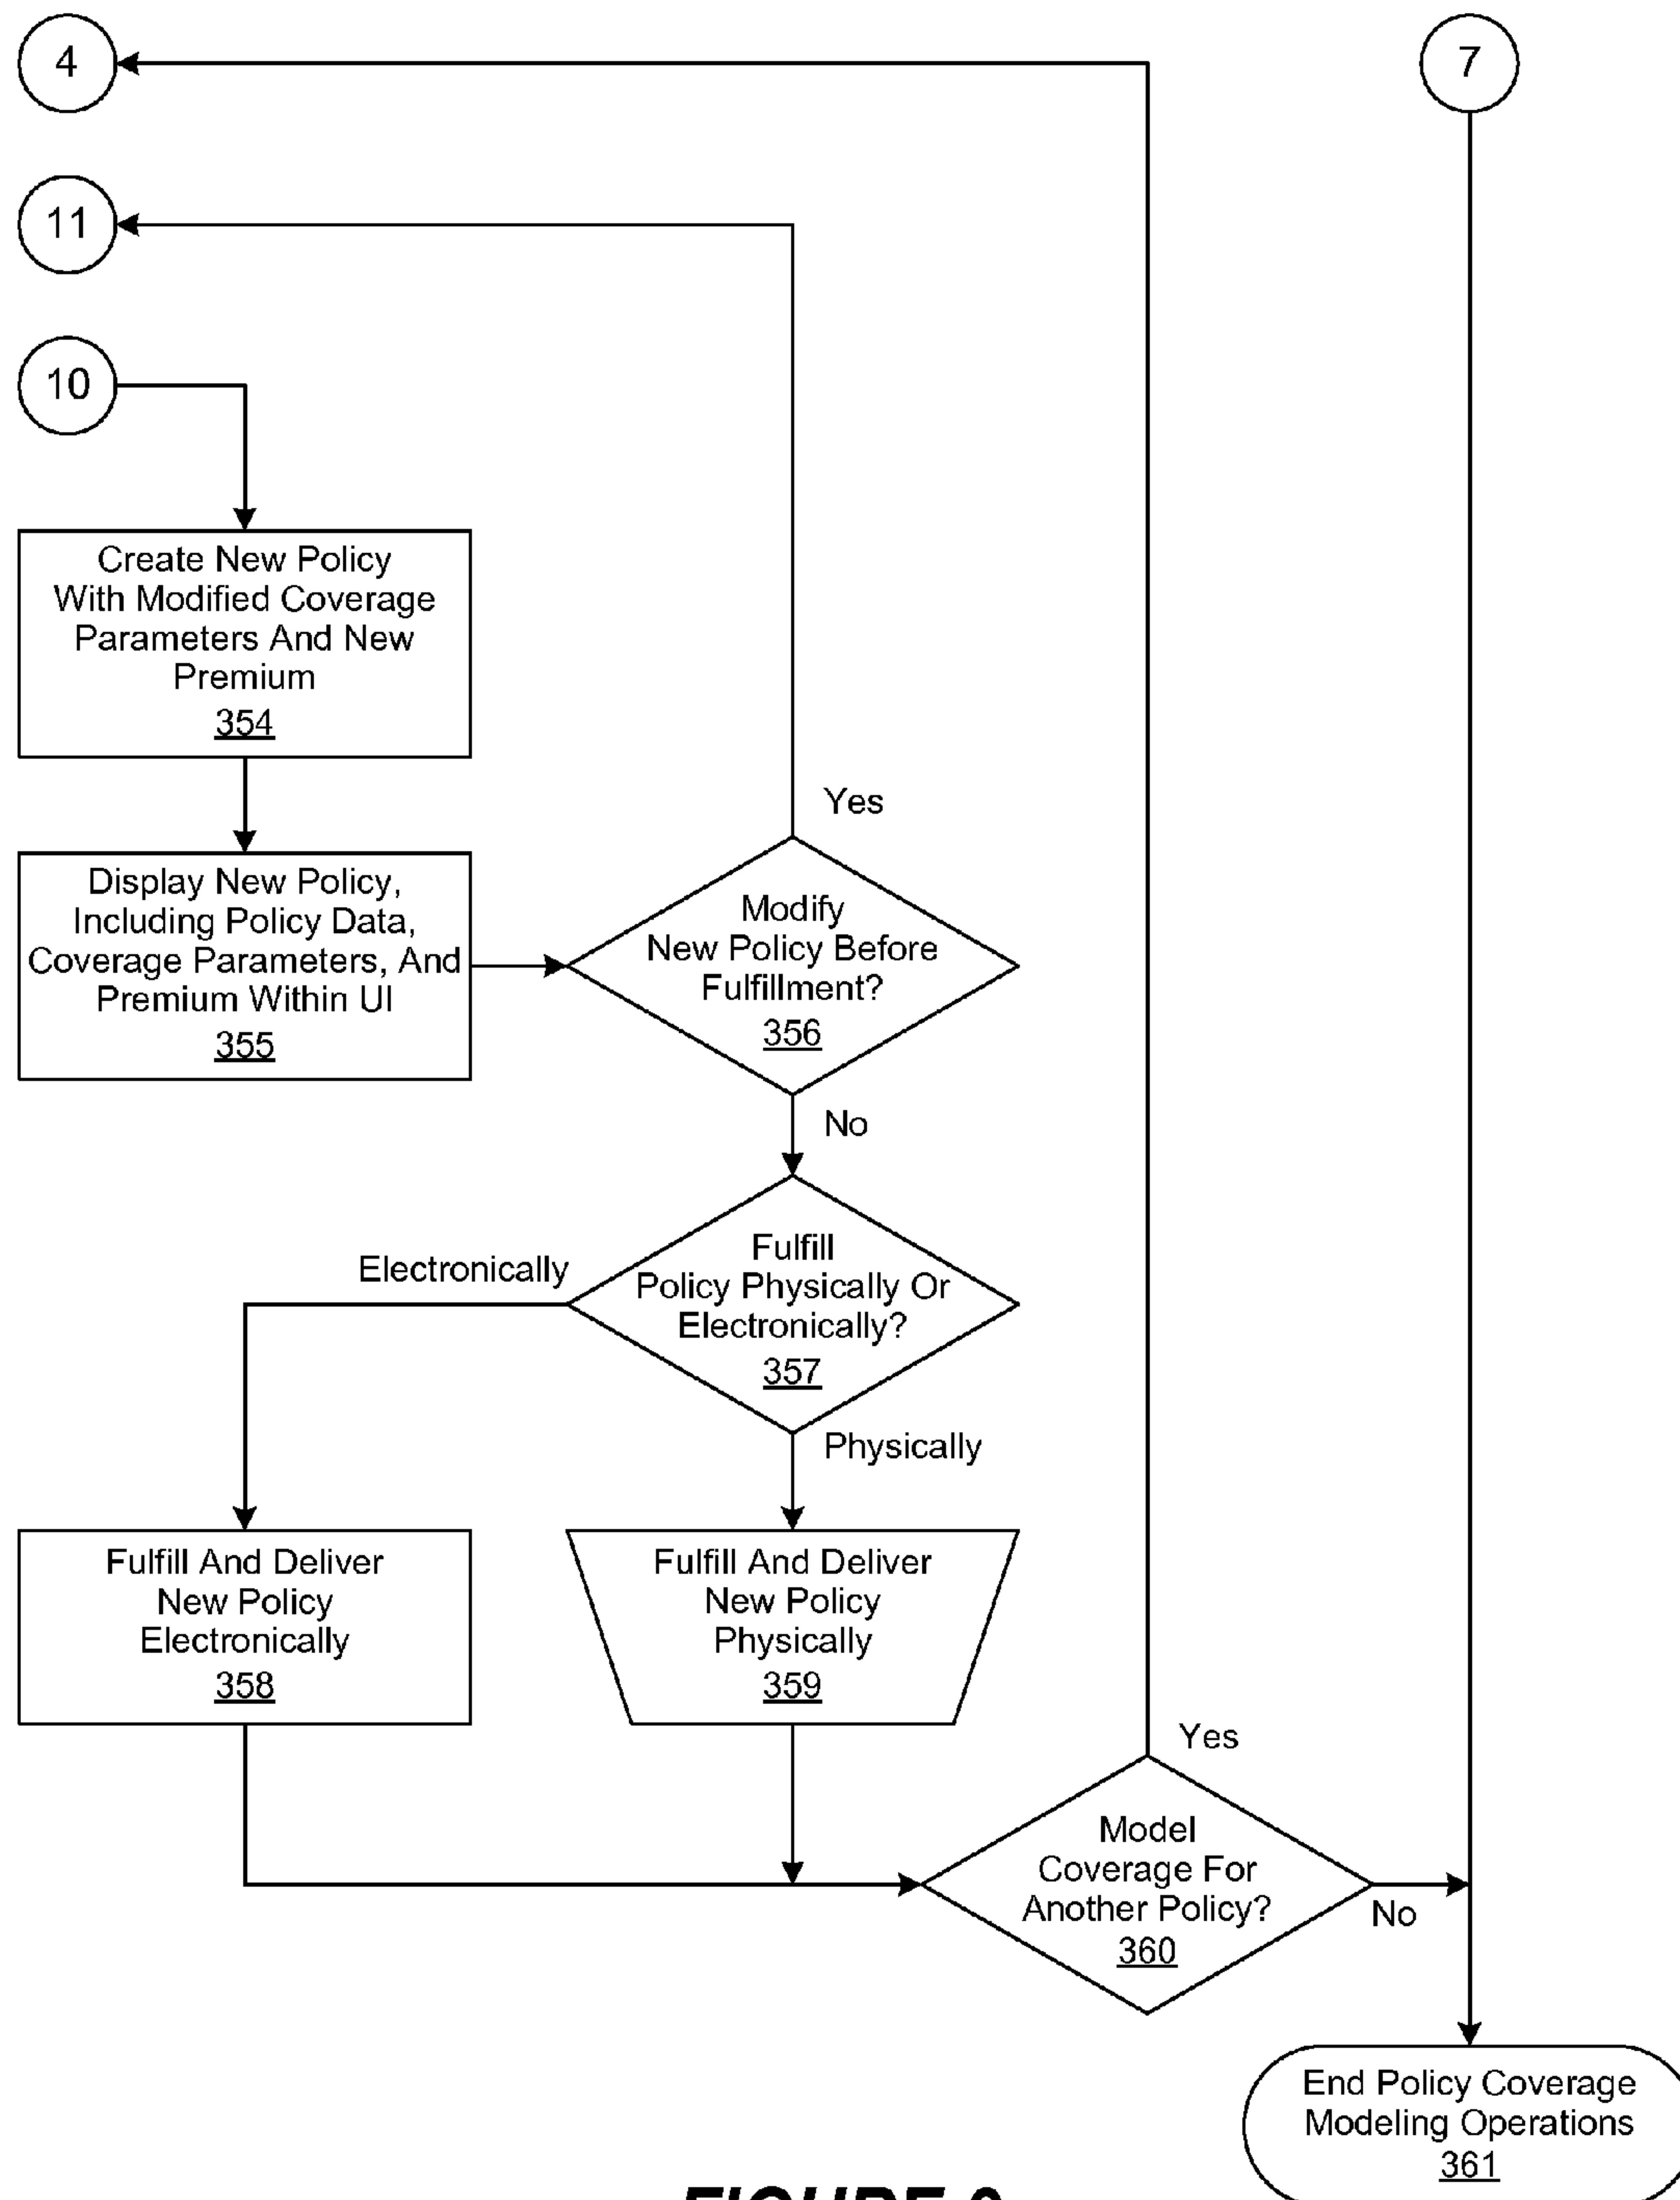 4
7
11
10
Create New Policy
With Modified Coverage
Parameters And New
Premium
354
Yes
Display New Policy,
Including Policy Data,
Coverage Parameters, And
Premium Within UI
355
Modify
New Policy Before
Fulfillment?
356
No
Fulfill
Policy Physically Or
Electronically?
357
Electronically
Physically
Fulfill And Deliver
New Policy
Electronically
358
Fulfill And Deliver
New Policy
Physically
359
Yes
Model
Coverage For
Another Policy?
360
No
End Policy Coverage
Modeling Operations
361
FIGURE